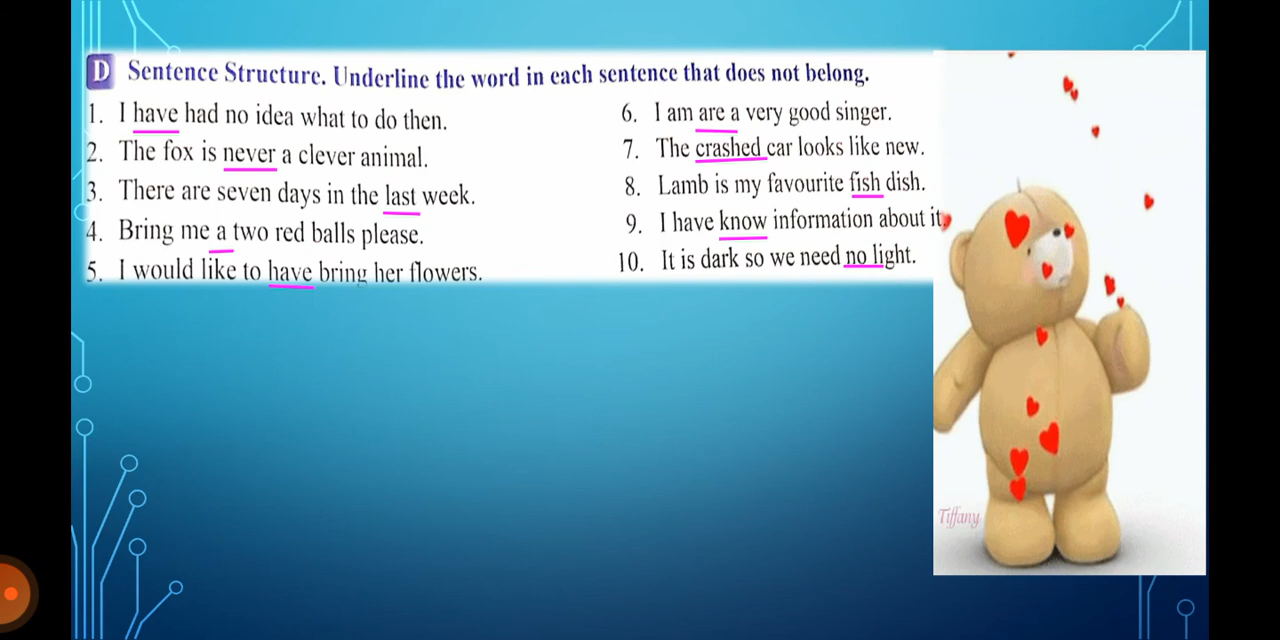 D Sentence Structure. Underline the word in each sentence that does not belong.
1. I have had no idea what to do then.
2. The fox is never a clever animal.
3. There are seven days in the last week.
4. Bring me a two red balls please.
5. I would like to have bring her flowers.
6. I am are a very good singer.
7. The crashed car looks like new.
8. Lamb is my favourite fish dish.
9. I have know information about it
10. It is dark so we need no light.
Tiffany